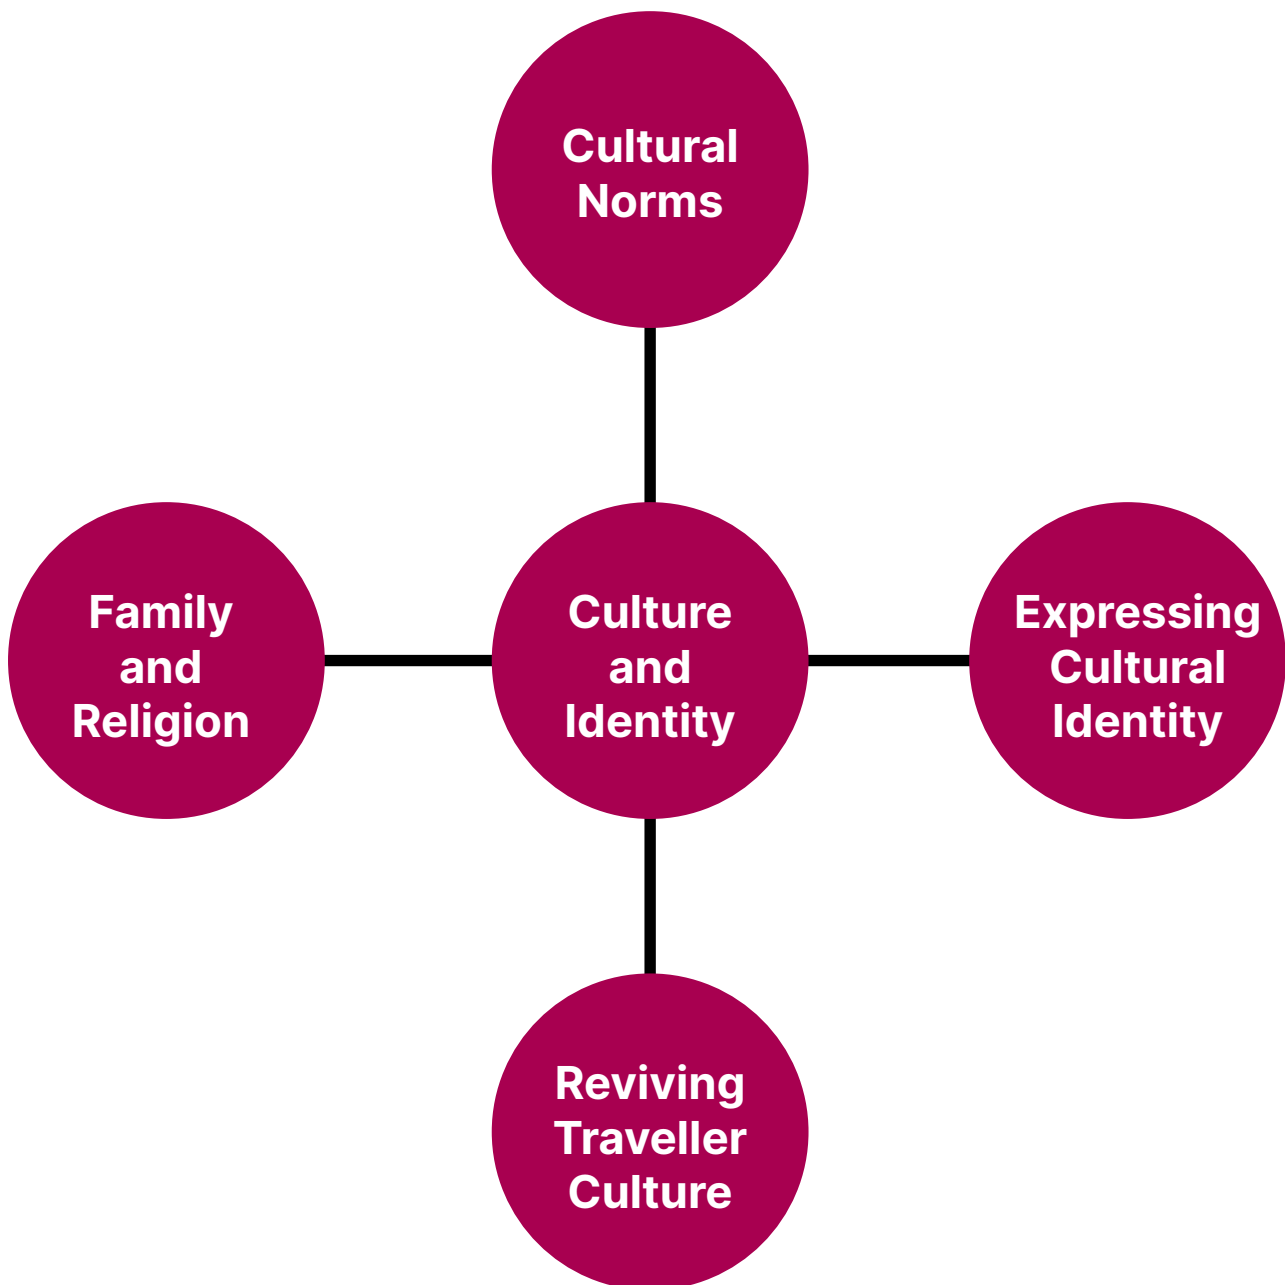 Cultural
Norms
Family
and
Religion
Culture
and
Identity
Expressing
Cultural
Identity
Reviving
Traveller
Culture